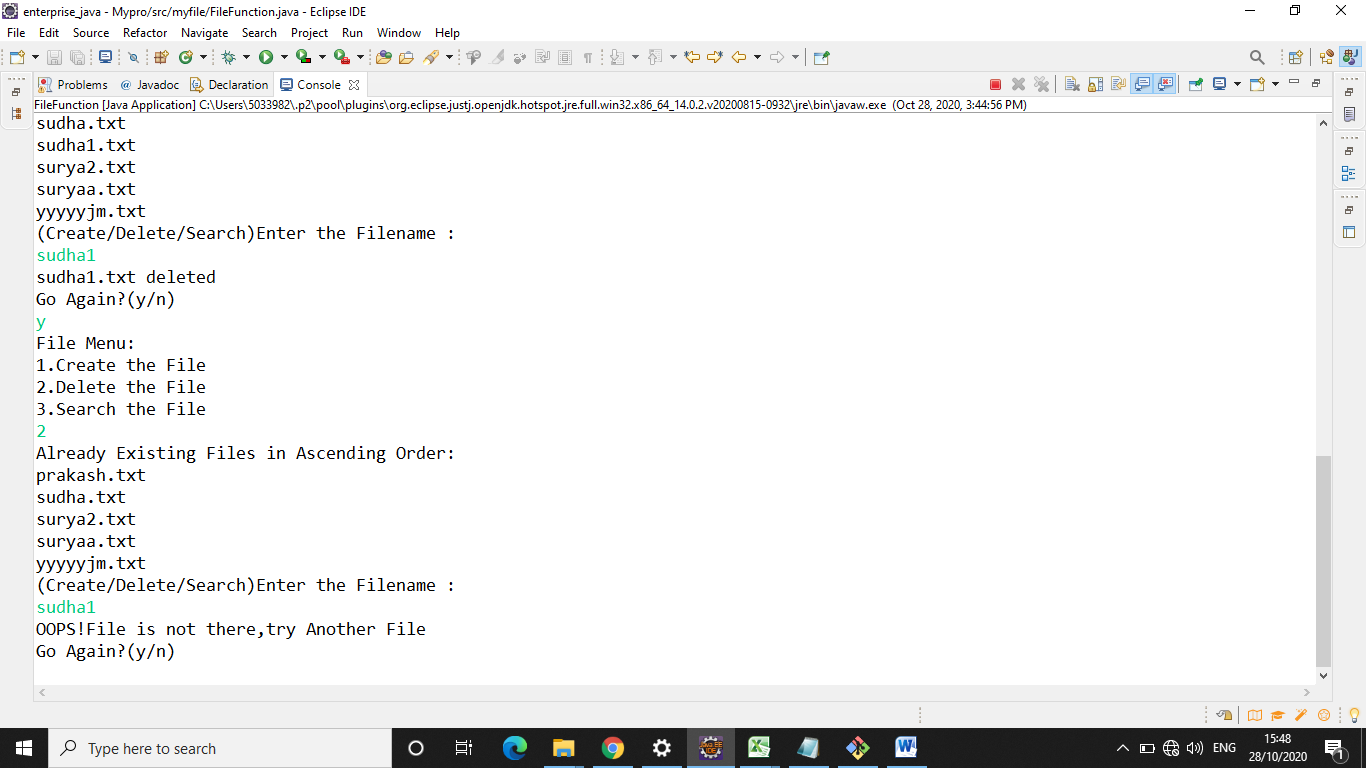 enterprise_java - Mypro/src/myfile/FileFunction.java - Eclipse IDE
File Edit Source Refactor Navigate Search Project Run Window Help
Problems @ Javadoc Declaration Console
FileFunction [Java Application] C:\Users\5033982\.p2\pool\plugins\org.eclipse.justj.openjdk.hotspot.jre.full.win32.x86_64_14.0.2.v20200815-0932\jre\bin\javaw.exe (Oct 28, 2020, 3:44:56 PM)
sudha.txt
sudha1.txt
surya2.txt
suryaa.txt
yyyyyjm.txt
(Create/Delete/Search)Enter the Filename :
sudha1
sudha1.txt deleted
Go Again?(y/n)
y
File Menu:
1.Create the File
2.Delete the File
3.Search the File
2
Already Existing Files in Ascending Order:
prakash.txt
sudha.txt
surya2.txt
suryaa.txt
yyyyyjm.txt
(Create/Delete/Search)Enter the Filename :
sudha1
OOPS!File is not there,try Another File
Go Again?(y/n)
Type here to search
Java EE
IDE
ENG
15:48
28/10/2020
1